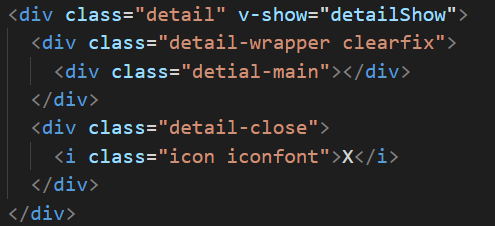 <div class="detail" v-show="detailShow">
<div class="detail-wrapper clearfix">
<div class="detial-main"></div>
</div>
<div class="detail-close">
<i class="icon iconfont">X</i>
</div>
</div>